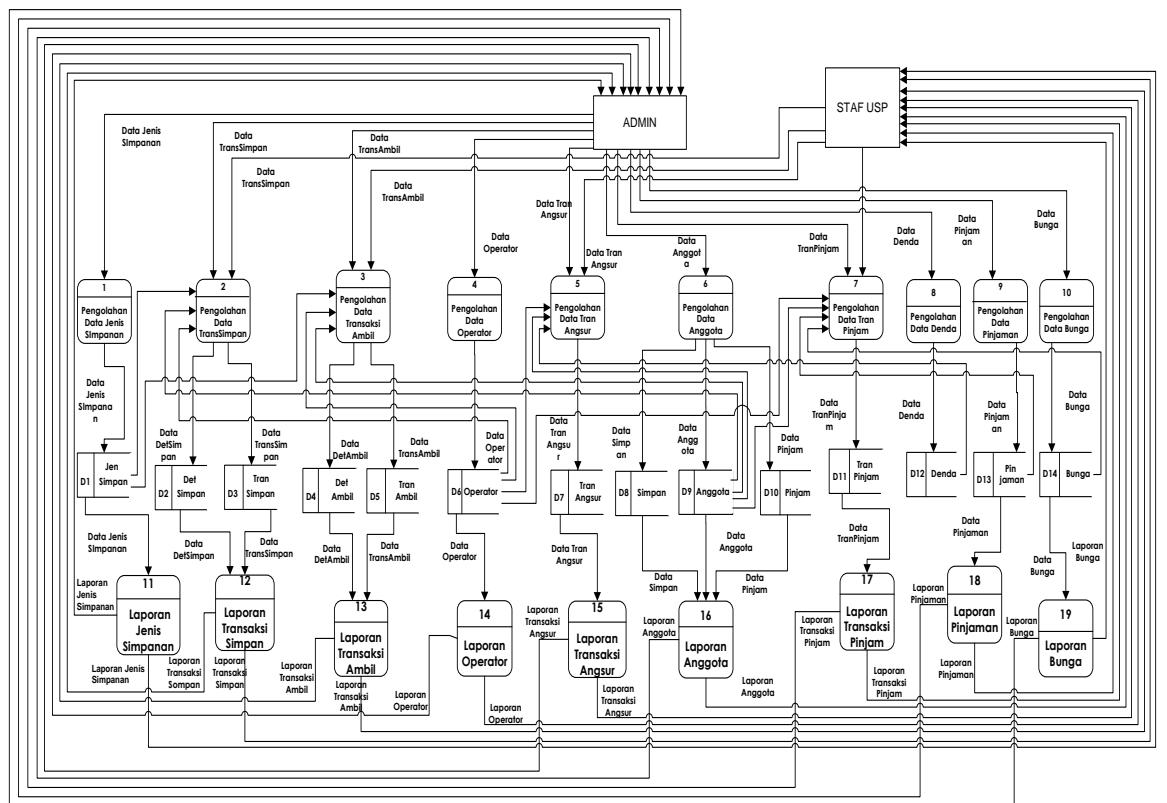 ADMIN
STAF USP
Data Jenis
SImpanan
Data
TransSimpan
Data
TransAmbil
Data
TransSimpan
Data
TransAmbil
Data
Operator
Data Tran
Angsur
Data Tran
Angsur
Data
Anggot
a
Data
TranPinjam
Data
Denda
Data
Pinjam
an
Data
Bunga
1
Pengolahan
Data Jenis
SImpanan
2
Pengolahan
Data
TransSimpan
3
Pengolahan
Data
Transaksi
Ambil
4
Pengolahan
Data
Operator
5
Pengolahan
Data Tran
Angsur
6
Pengolahan
Data
Anggota
7
Pengolahan
Data Tran
Pinjam
8
Pengolahan
Data Denda
9
Pengolahan
Data
Pinjaman
10
Pengolahan
Data Bunga
Data
Jenis
SImpana
n
Data
DetSim
pan
Data
TransSim
pan
Data
DetAmbil
Data
TransAmbil
Data
Oper
ator
Data
Tran
Angsu
r
Data
Sim
pan
Data
Angg
ota
Data
Pinjam
Data
TranPinja
m
Data
Denda
Data
Pinjam
an
Data
Bunga
D1
Jen
Simpan
D2
Det
Simpan
D3
Tran
Simpan
D4
Det
Ambil
D5
Tran
Ambil
D6
Operator
D7
Tran
Angsur
D8
Simpan
D9
Anggota
D10
Pinjam
D11
Tran
Pinjam
D12
Denda
D13
Pin
jaman
D14
Bunga
Data Jenis
SImpanan
Data
DetSimpan
Data
TransSimpan
Data
DetAmbil
Data
TransAmbil
Data
Operator
Data Tran
Angsur
Data
Simpan
Data
Anggota
Data
Pinjam
Data
TranPinjam
Data
Pinjaman
Data
Bunga
Laporan
Bunga
11
Laporan
Jenis
Simpanan
12
Laporan
Transaksi
Simpan
13
Laporan
Transaksi
Ambil
14
Laporan
Operator
15
Laporan
Transaksi
Angsur
16
Laporan
Anggota
17
Laporan
Transaksi
Pinjam
18
Laporan
Pinjaman
19
Laporan
Bunga
Laporan
Jenis
Simpanan
Laporan Jenis
Simpanan
Laporan
Transaksi
Sompan
Laporan
Transaksi
Simpan
Laporan
Transaksi
Ambil
Laporan
Transaksi
Ambil
Laporan
Operator
Laporan
Operator
Laporan
Transaksi
Angsur
Laporan
Transaksi
Angsur
Laporan
Anggota
Laporan
Anggota
Laporan
Transaksi
Pinjam
Laporan
Transaksi
Pinjam
Laporan
Pinjaman
Laporan
Pinjaman
Laporan
Bunga